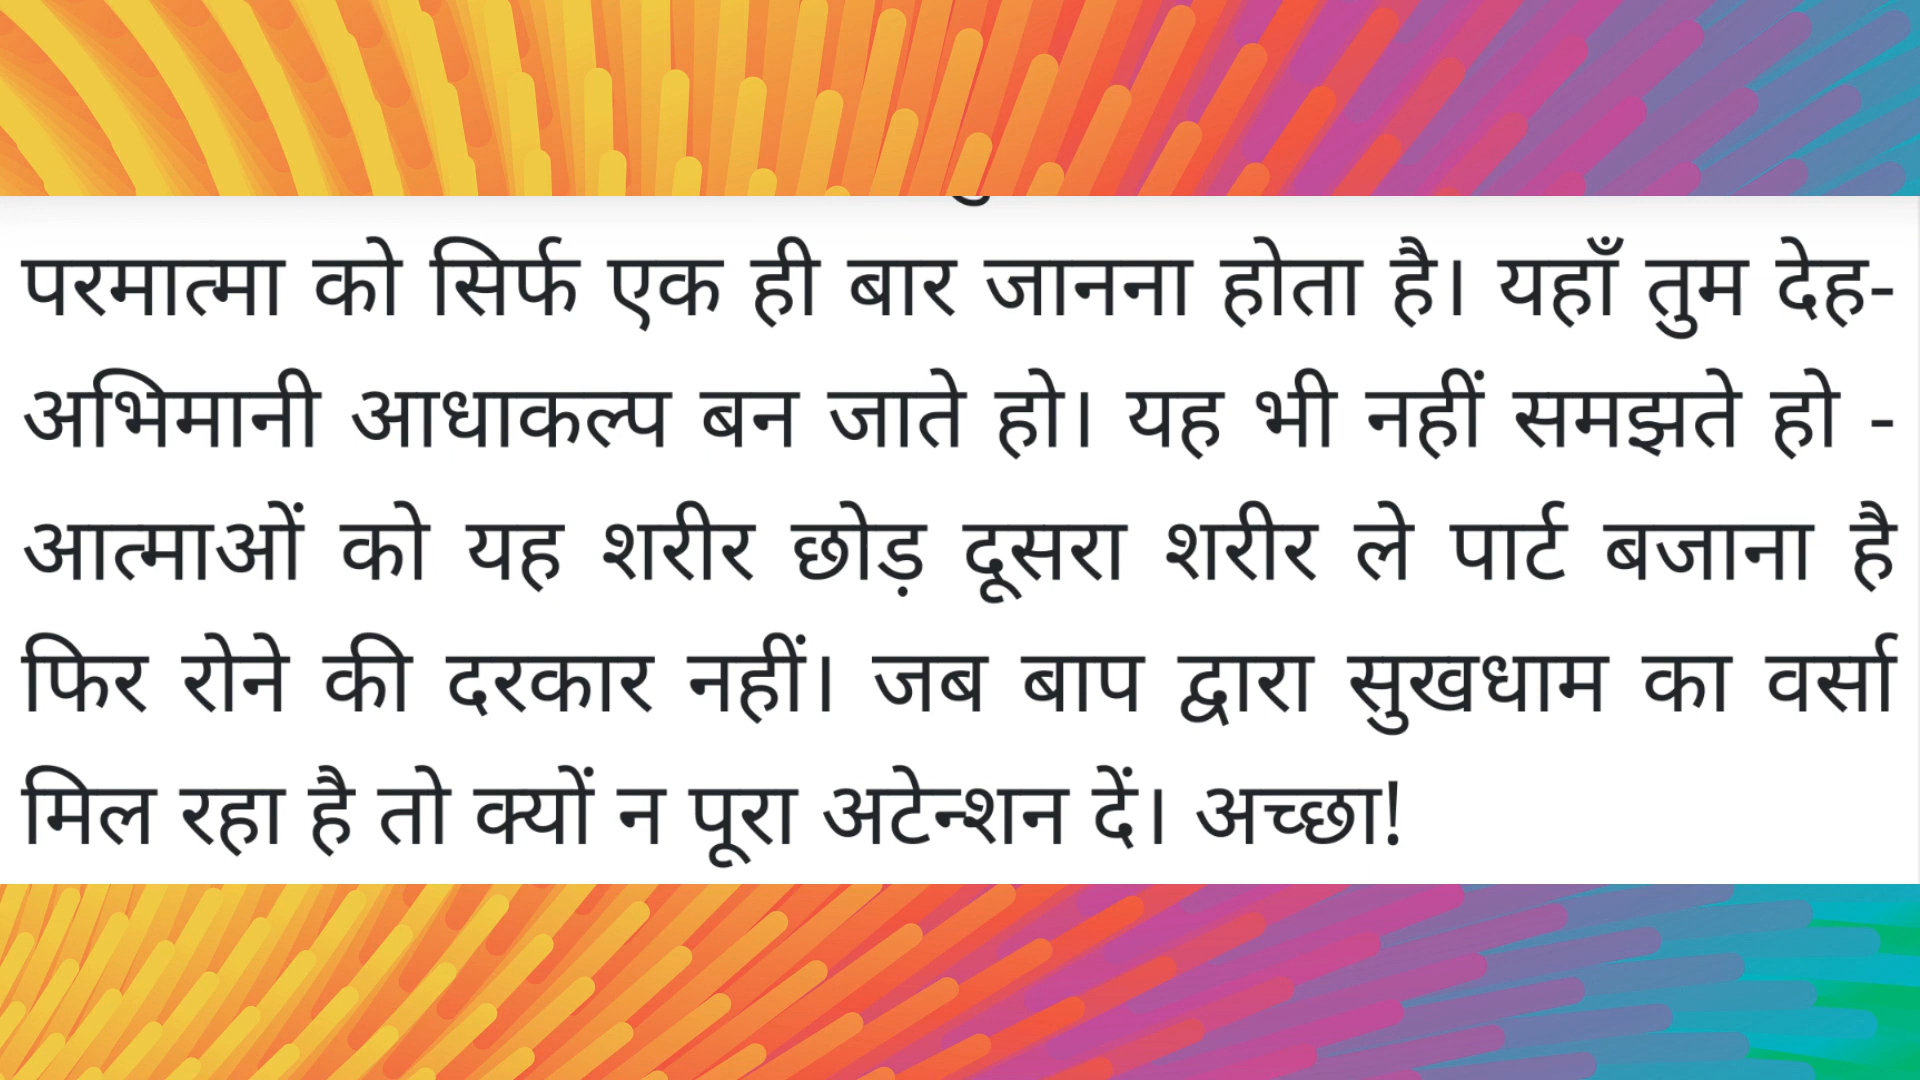 परमात्मा को सिर्फ एक ही बार जानना होता है। यहाँ तुम देह-
अभिमानी आधाकल्प बन जाते हो। यह भी नहीं समझते हो -
आत्माओं को यह शरीर छोड़ दूसरा शरीर ले पार्ट बजाना है
फिर रोने की दरकार नहीं। जब बाप द्वारा सुखधाम का वर्सा
मिल रहा है तो क्यों न पूरा अटेन्शन दें। अच्छा!